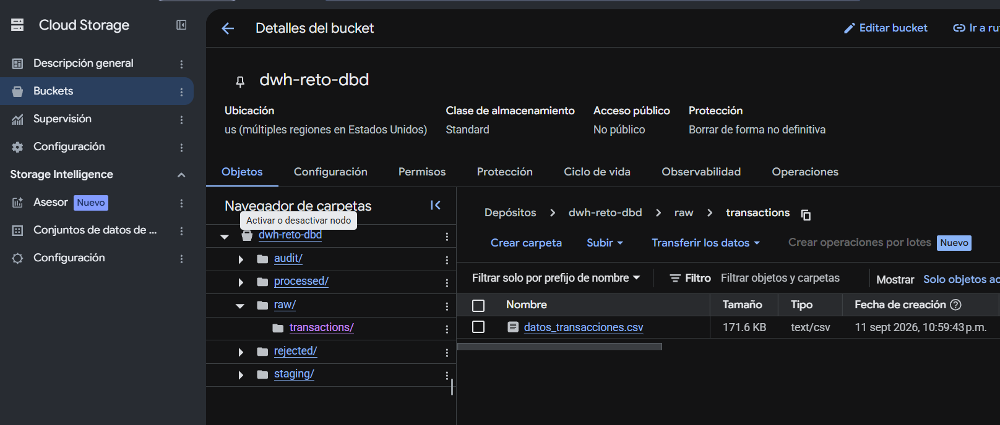 Cloud Storage
Descripción general
Buckets
Supervisión
Configuración
Storage Intelligence
Asesor Nuevo
Conjuntos de datos de ...
Configuración
Detalles del bucket
Editar bucket
Ir a ru
dwh-reto-dbd
Ubicación
us (múltiples regiones en Estados Unidos)
Clase de almacenamiento
Standard
Acceso público
No público
Protección
Borrar de forma no definitiva
Objetos Configuración Permisos Protección Ciclo de vida Observabilidad Operaciones
Navegador de carpetas
Activar o desactivar nodo
dwh-reto-dbd
audit/
processed/
raw/
transactions/
rejected/
staging/
Depósitos dwh-reto-dbd raw transactions
Crear carpeta Subir Transferir los datos Crear operaciones por lotes Nuevo
Filtrar solo por prefijo de nombre Filtro Filtrar objetos y carpetas Mostrar Solo objetos ac
Nombre Tamaño Tipo Fecha de creación
datos_transacciones.csv 171.6 KB text/csv 11 sept 2026, 10:59:43 p.m.